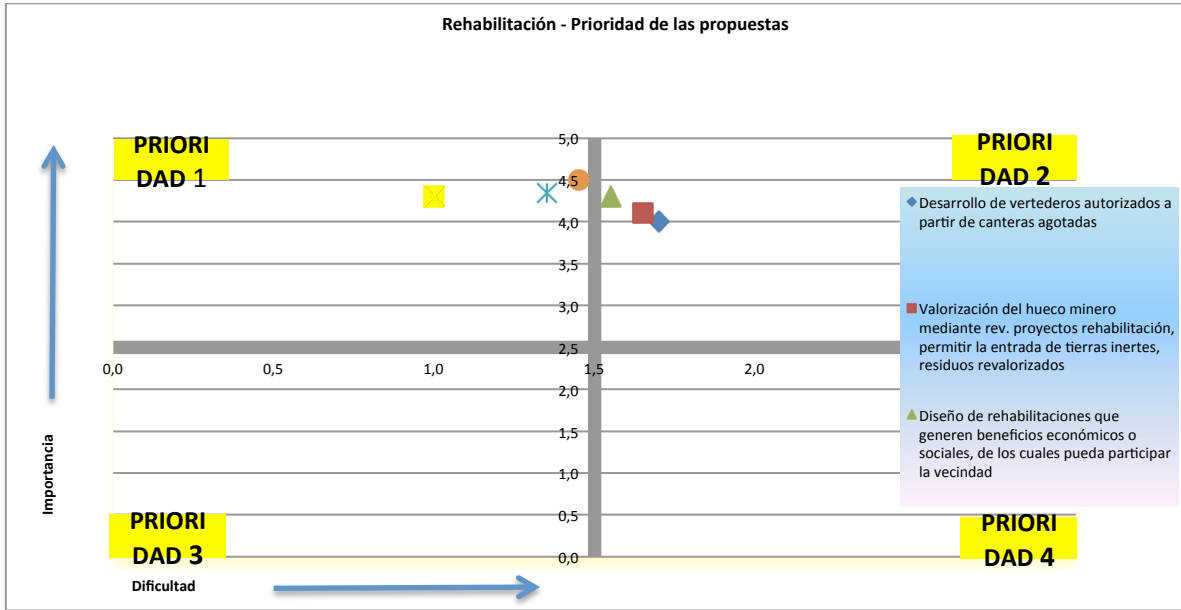 Rehabilitación - Prioridad de las propuestas
PRIORI
DAD 1
PRIORI
DAD 2
5,0
4,5
4,0
3,5
3,0
2,5
2,0
1,5
1,0
0,5
0,0
0,0
0,5
1,0
1,5
2,0
Desarrollo de vertederos autorizados a
partir de canteras agotadas
Valorización del hueco minero
mediante rev. proyectos rehabilitación,
permitir la entrada de tierras inertes,
residuos revalorizados
Diseño de rehabilitaciones que
generen beneficios económicos o
sociales, de los cuales pueda participar
la vecindad
Importancia
PRIORI
DAD 3
PRIORI
DAD 4
Dificultad